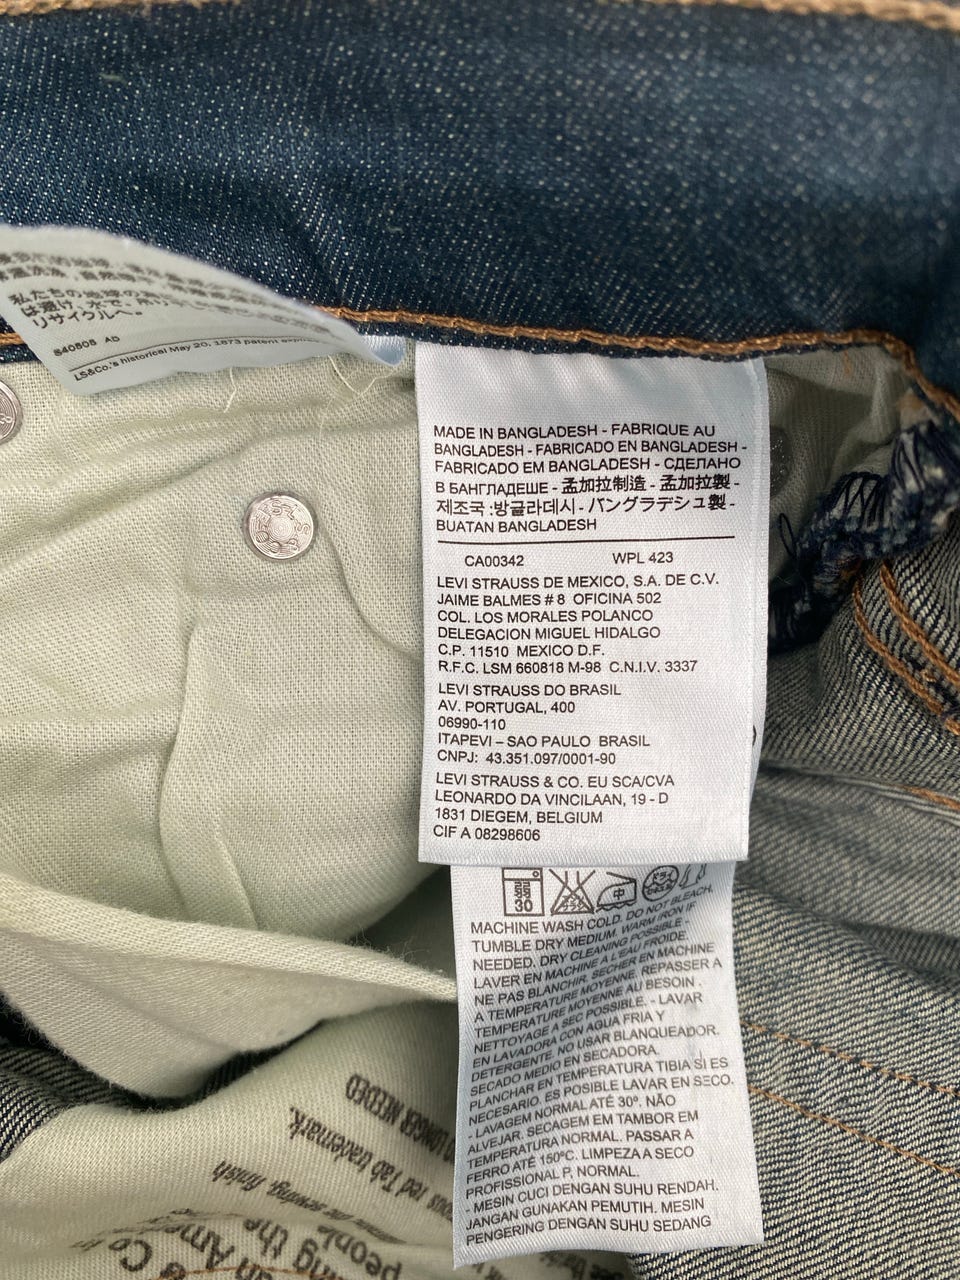 私たちの地球の
は避け、水で、吊り干し
リサイクルへ。
840808 AD
LS&Co.'s historical May 20, 1873 patent
MADE IN BANGLADESH - FABRIQUE AU
BANGLADESH - FABRICADO EN BANGLADESH -
FABRICADO EM BANGLADESH - СДЕЛАНО
В БАНГЛАДЕШЕ - 孟加拉制造 - 孟加拉製 -
제조국 :방글라데시 - バングラデシュ製 -
BUATAN BANGLADESH
CA00342 WPL 423
LEVI STRAUSS DE MEXICO, S.A. DE C.V.
JAIME BALMES # 8 OFICINA 502
COL. LOS MORALES POLANCO
DELEGACION MIGUEL HIDALGO
C.P. 11510 MEXICO D.F.
R.F.C. LSM 660818 M-98 C.N.I.V. 3337
LEVI STRAUSS DO BRASIL
AV. PORTUGAL, 400
06990-110
ITAPEVI – SAO PAULO BRASIL
CNPJ: 43.351.097/0001-90
LEVI STRAUSS & CO. EU SCA/CVA
LEONARDO DA VINCILAAN, 19 - D
1831 DIEGEM, BELGIUM
CIF A 08298606
30
中
ドライ
MACHINE WASH COLD. DO NOT BLEACH.
TUMBLE DRY MEDIUM. WARM IRON IF
NEEDED. DRY CLEANING POSSIBLE -
LAVER EN MACHINE A L'EAU FROIDE.
NE PAS BLANCHIR. SECHER EN MACHINE
A TEMPERATURE MOYENNE. REPASSER A
TEMPERATURE MOYENNE AU BESOIN.
NETTOYAGE A SEC POSSIBLE. - LAVAR
EN LAVADORA CON AGUA FRIA Y
DETERGENTE. NO USAR BLANQUEADOR.
SECADO MEDIO EN SECADORA.
PLANCHAR EN TEMPERATURA TIBIA SI ES
NECESARIO. ES POSIBLE LAVAR EN SECO.
- LAVAGEM NORMAL ATÉ 30º. NÃO
ALVEJAR. SECAGEM EM TAMBOR EM
TEMPERATURA NORMAL. PASSAR A
FERRO ATÉ 150ºC. LIMPEZA A SECO
PROFISSIONAL P, NORMAL.
- MESIN CUCI DENGAN SUHU RENDAH.
JANGAN GUNAKAN PEMUTIH. MESIN
PENGERING DENGAN SUHU SEDANG
LONGER NEEDED
red Tab trademark.
sewing, finish